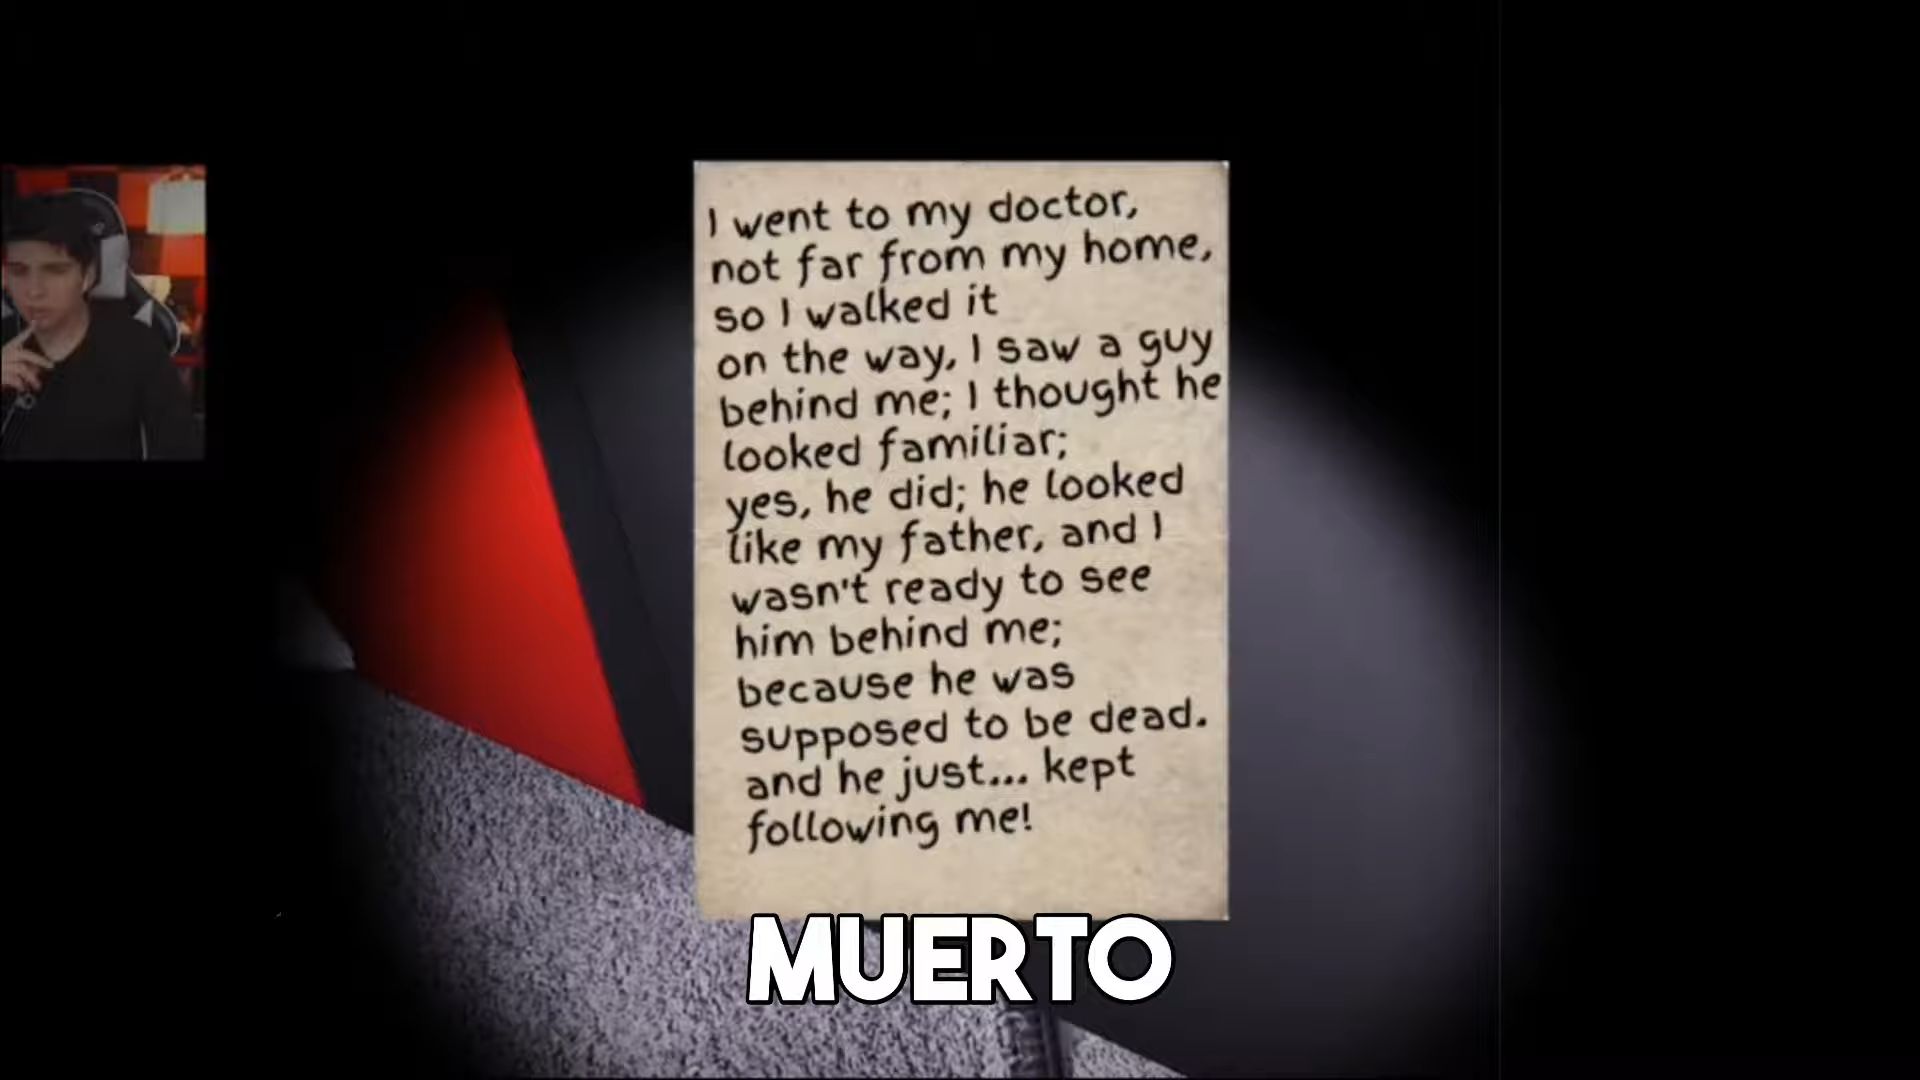 I went to my doctor,
not far from my home,
so I walked it
on the way, I saw a guy
behind me; I thought he
looked familiar;
yes, he did; he looked
like my father, and I
wasn't ready to see
him behind me;
because he was
supposed to be dead.
and he just... kept
following me!
MUERTO